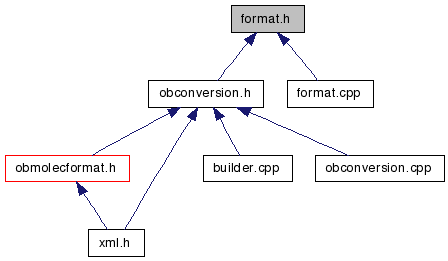 format.h
obconversion.h
format.cpp
obmolecformat.h
builder.cpp
obconversion.cpp
xml.h